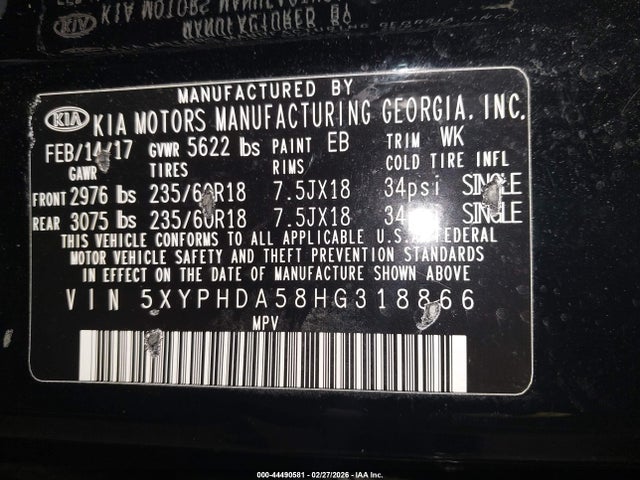 MANUFACTURED BY
KIA KIA MOTORS MANUFACTURING GEORGIA, INC.
FEB/14/17 GVWR 5622 lbs PAINT EB TRIM WK
GAWR TIRES RIMS COLD TIRE INFL
FRONT 2976 lbs 235/60R18 7.5JX18 34psi SINGLE
REAR 3075 lbs 235/60R18 7.5JX18 34 SINGLE
THIS VEHICLE CONFORMS TO ALL APPLICABLE U.S.A. FEDERAL
MOTOR VEHICLE SAFETY AND THEFT PREVENTION STANDARDS
IN EFFECT ON THE DATE OF MANUFACTURE SHOWN ABOVE
VIN 5XYPHDA58HG318866
MPV
000-44490581 - 02/27/2026 - IAA Inc.